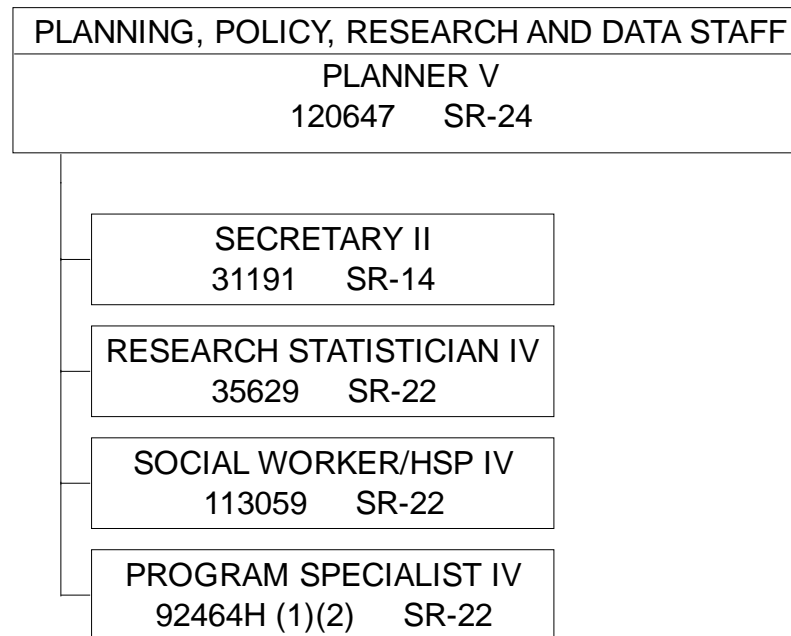 PLANNING, POLICY, RESEARCH AND DATA STAFF
PLANNER V
120647 SR-24
SECRETARY II
31191 SR-14
RESEARCH STATISTICIAN IV
35629 SR-22
SOCIAL WORKER/HSP IV
113059 SR-22
PROGRAM SPECIALIST IV
92464H (1)(2) SR-22